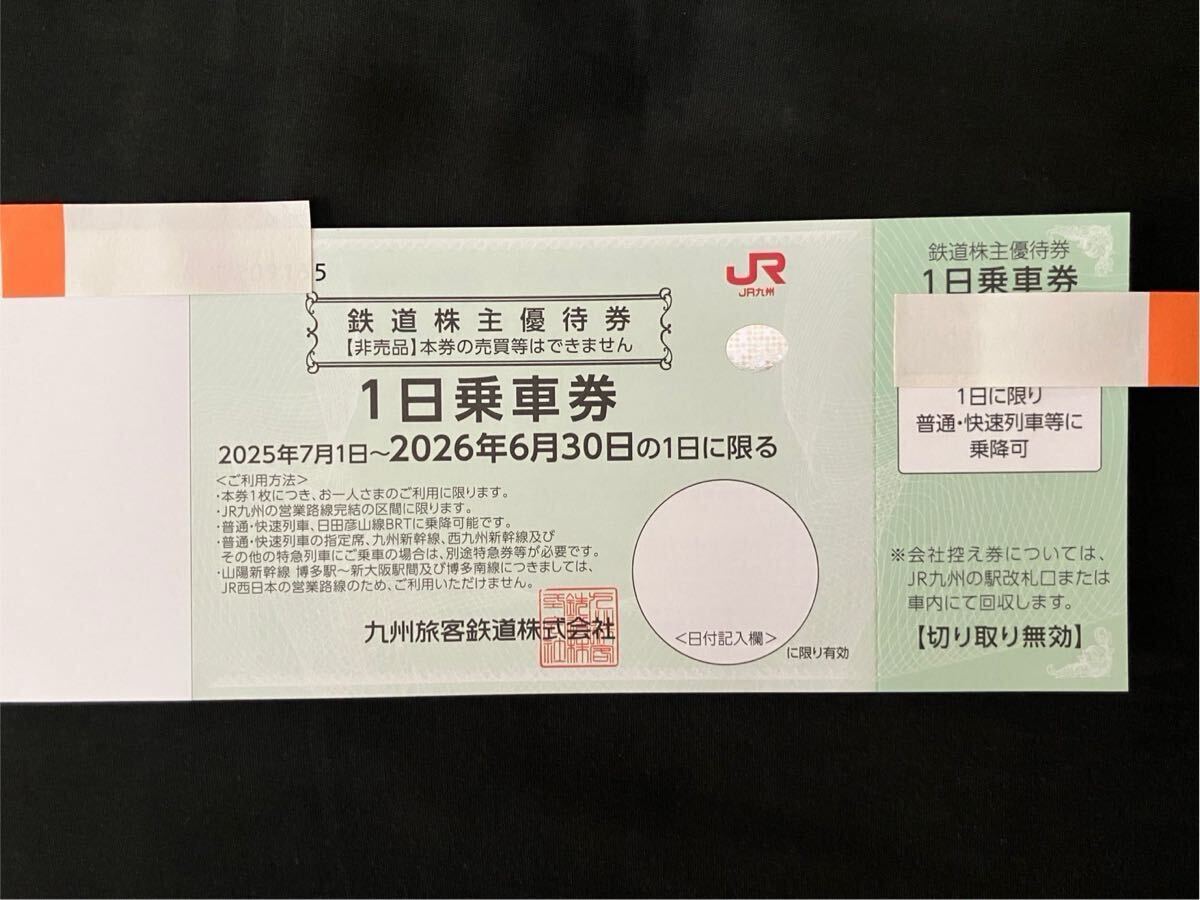 5
JR
JR九州
鉄道株主優待券
【非売品】本券の売買等はできません
1日乗車券
2025年7月1日~2026年6月30日の1日に限る
<ご利用方法>
・本券1枚につき、お一人さまのご利用に限ります。
・JR九州の営業路線完結の区間に限ります。
・普通・快速列車、日田彦山線BRTに乗降可能です。
・普通・快速列車の指定席、九州新幹線、西九州新幹線及び
その他の特急列車にご乗車の場合は、別途特急券等が必要です。
・山陽新幹線 博多駅~新大阪駅間及び博多南線につきましては、
JR西日本の営業路線のため、ご利用いただけません。
九州旅客鉄道株式会社
<日付記入欄>
に限り有効
鉄道株主優待券
1日乗車券
1日に限り
普通・快速列車等に
乗降可
※会社控え券については、
JR九州の駅改札口または
車内にて回収します。
【切り取り無効】